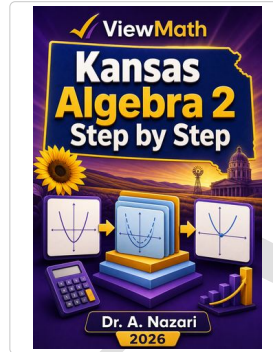 ViewMath
Kansas
Algebra 2
Step by Step
Dr. A. Nazari
2026